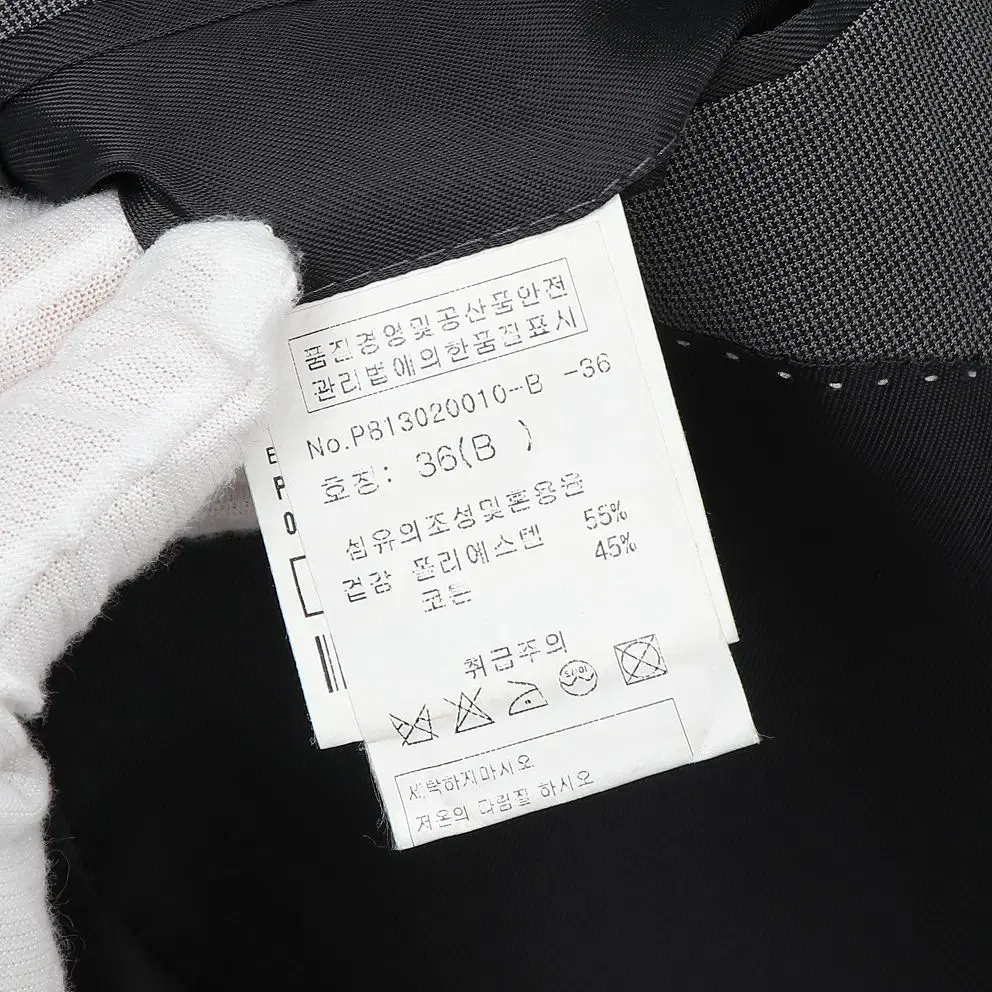 품질경영및공산품안전
관리법에의한품질표시
No.P813020010-B -36
호칭: 36(B )
섬유의조성및혼용율
겉감 폴리에스텔 55%
코튼 45%
취급주의
세탁하지마시오
저온의 다림질 하시오
E
P
0